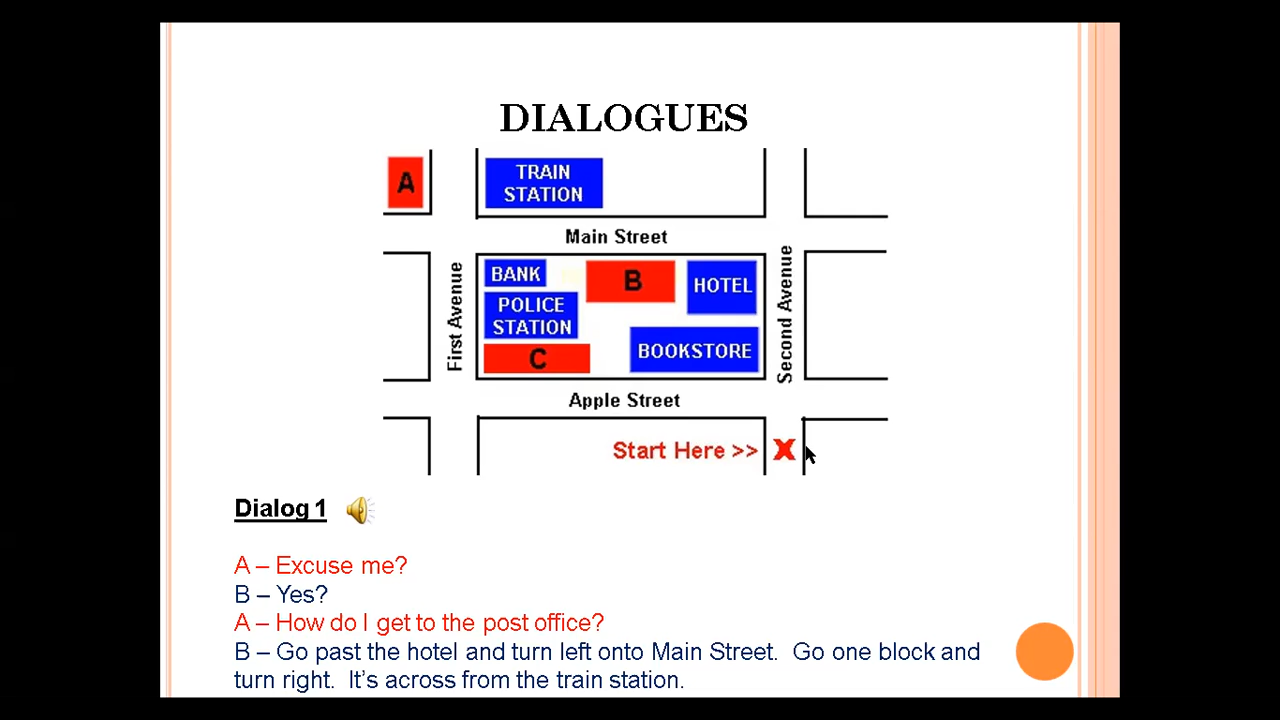 DIALOGUES
A
TRAIN
STATION
Main Street
First Avenue
BANK
B
HOTEL
POLICE
STATION
C
BOOKSTORE
Second Avenue
Apple Street
Start Here >> X
Dialog 1
A – Excuse me?
B – Yes?
A – How do I get to the post office?
B – Go past the hotel and turn left onto Main Street.  Go one block and
turn right.  It’s across from the train station.